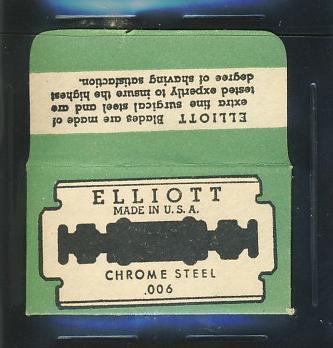 ELLIOTT Blades are made of
extra fine surgical steel and are
tested expertly to insure the highest
degree of shaving satisfaction.
ELLIOTT
MADE IN U.S.A.
CHROME STEEL
.006